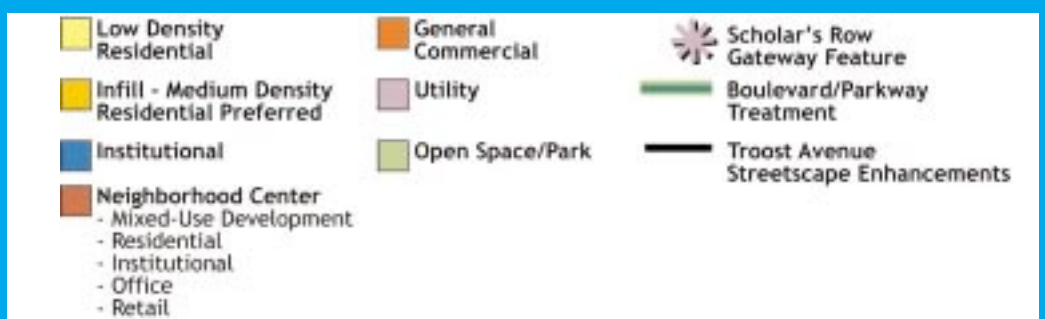 Low Density
Residential
Infill - Medium Density
Residential Preferred
Institutional
Neighborhood Center
- Mixed-Use Development
- Residential
- Institutional
- Office
- Retail
General
Commercial
Utility
Open Space/Park
Scholar's Row
Gateway Feature
Boulevard/Parkway
Treatment
Troost Avenue
Streetscape Enhancements